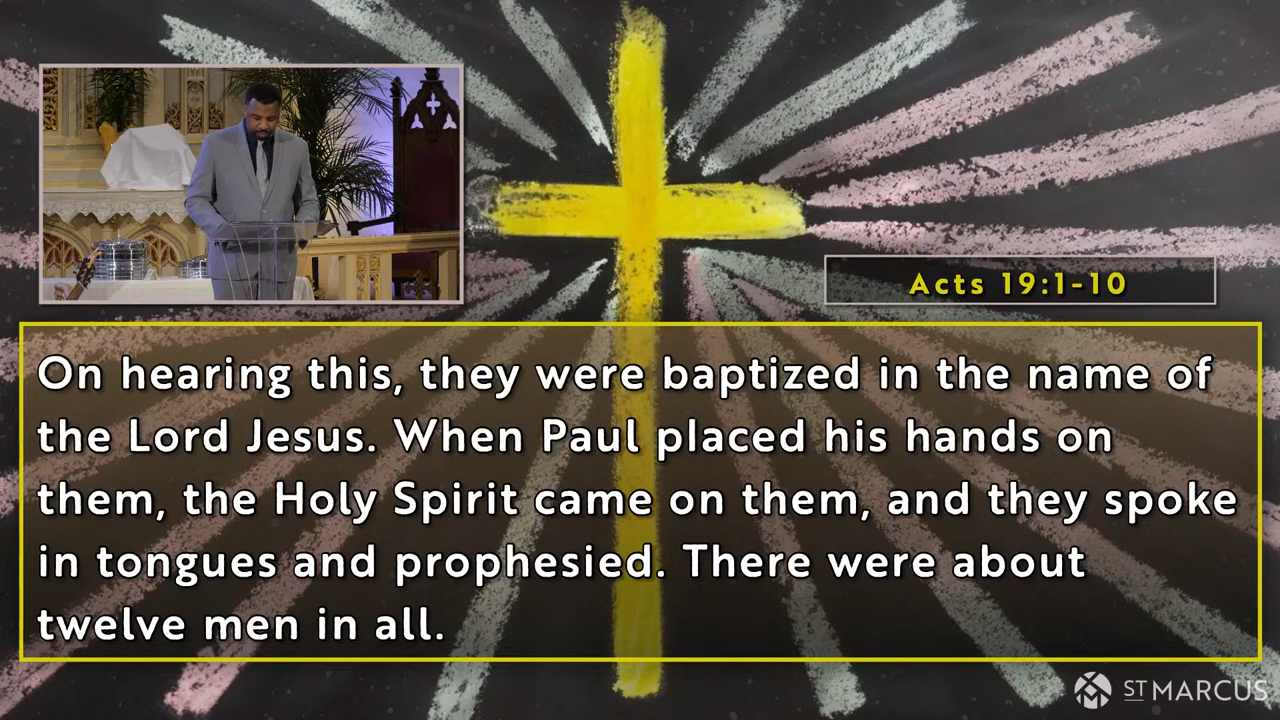 Acts 19:1-10
On hearing this, they were baptized in the name of
the Lord Jesus. When Paul placed his hands on
them, the Holy Spirit came on them, and they spoke
in tongues and prophesied. There were about
twelve men in all.
ST MARCUS